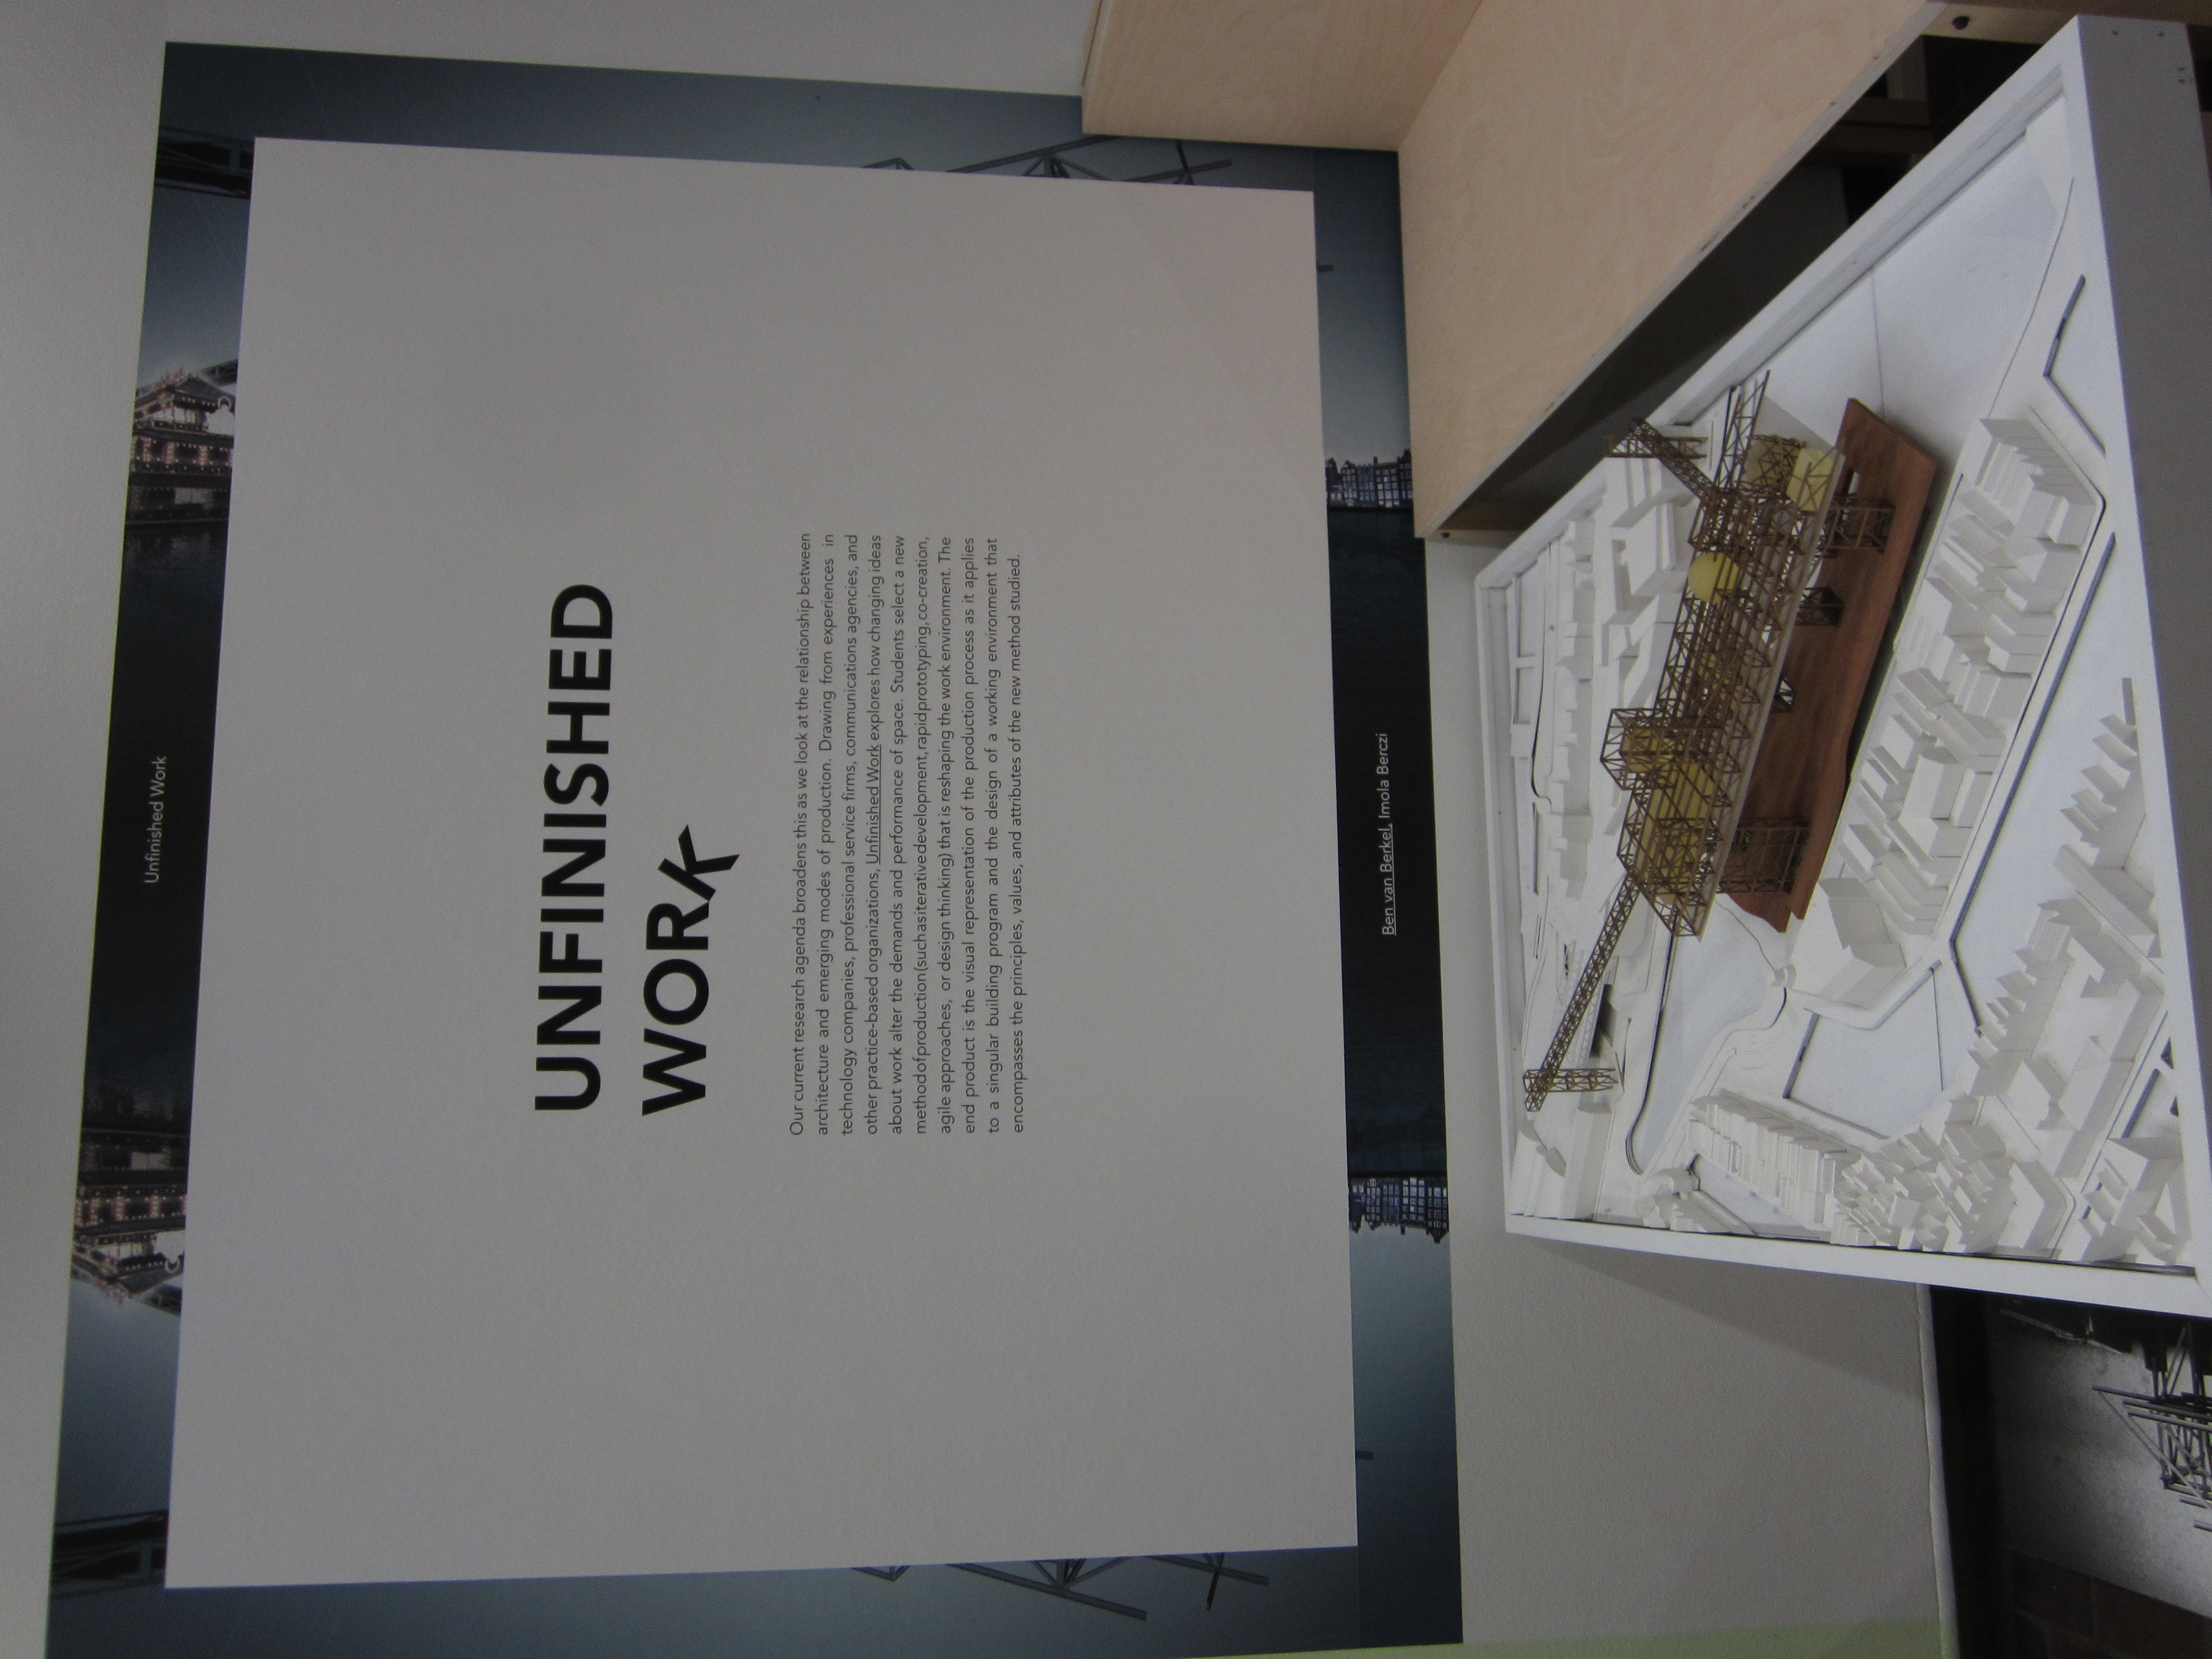 Unfinished Work
UNFINISHED
WORK
Our current research agenda broadens this as we look at the relationship between
architecture and emerging modes of production. Drawing from experiences in
technology companies, professional service firms, communications agencies, and
other practice-based organizations, Unfinished Work explores how changing ideas
about work alter the demands and performance of space. Students select a new
method of production (such as iterative development, rapid prototyping, co-creation,
agile approaches, or design thinking) that is reshaping the work environment. The
end product is the visual representation of the production process as it applies
to a singular building program and the design of a working environment that
encompasses the principles, values, and attributes of the new method studied.
Ben van Berkel, Imola Berczi